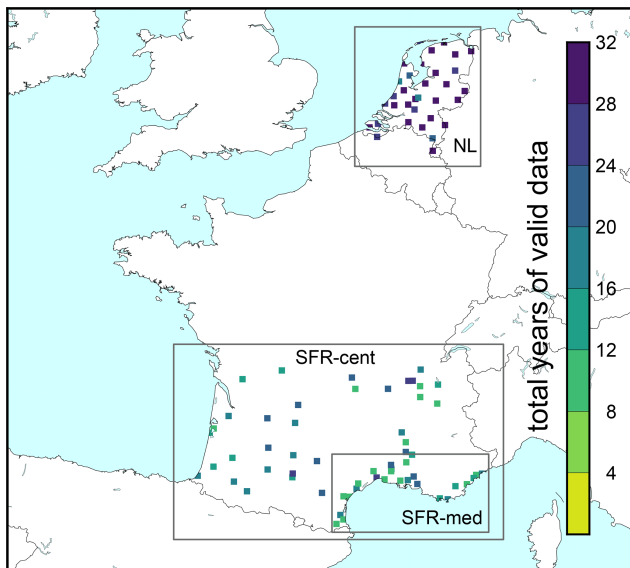 NL
SFR-cent
SFR-med
total years of valid data
32
28
24
20
16
12
8
4